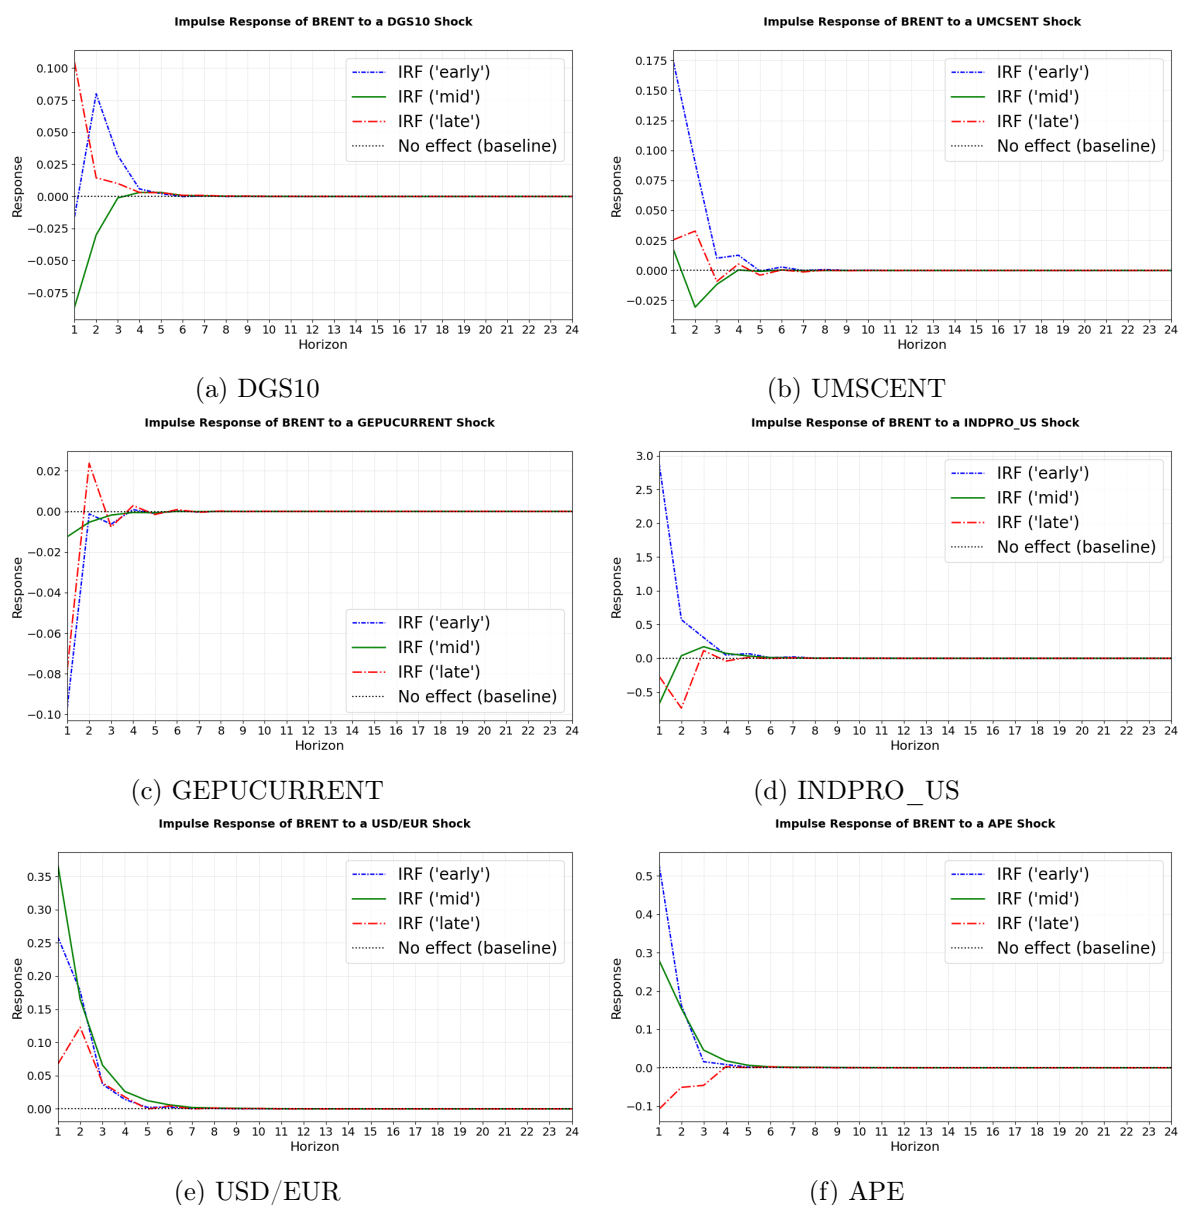 Impulse Response of BRENT to a DGS10 Shock
Response
0.100
0.075
0.050
0.025
0.000
−0.025
−0.050
−0.075
IRF ('early')
IRF ('mid')
IRF ('late')
No effect (baseline)
1 2 3 4 5 6 7 8 9 10 11 12 13 14 15 16 17 18 19 20 21 22 23 24
Horizon
(a) DGS10
Impulse Response of BRENT to a UMCSENT Shock
Response
0.175
0.150
0.125
0.100
0.075
0.050
0.025
0.000
−0.025
IRF ('early')
IRF ('mid')
IRF ('late')
No effect (baseline)
1 2 3 4 5 6 7 8 9 10 11 12 13 14 15 16 17 18 19 20 21 22 23 24
Horizon
(b) UMSCENT
Impulse Response of BRENT to a GEPUCURRENT Shock
Response
0.02
0.00
−0.02
−0.04
−0.06
−0.08
−0.10
IRF ('early')
IRF ('mid')
IRF ('late')
No effect (baseline)
1 2 3 4 5 6 7 8 9 10 11 12 13 14 15 16 17 18 19 20 21 22 23 24
Horizon
(c) GEPUCURRENT
Impulse Response of BRENT to a INDPRO_US Shock
Response
3.0
2.5
2.0
1.5
1.0
0.5
0.0
−0.5
IRF ('early')
IRF ('mid')
IRF ('late')
No effect (baseline)
1 2 3 4 5 6 7 8 9 10 11 12 13 14 15 16 17 18 19 20 21 22 23 24
Horizon
(d) INDPRO_US
Impulse Response of BRENT to a USD/EUR Shock
Response
0.35
0.30
0.25
0.20
0.15
0.10
0.05
0.00
IRF ('early')
IRF ('mid')
IRF ('late')
No effect (baseline)
1 2 3 4 5 6 7 8 9 10 11 12 13 14 15 16 17 18 19 20 21 22 23 24
Horizon
(e) USD/EUR
Impulse Response of BRENT to a APE Shock
Response
0.5
0.4
0.3
0.2
0.1
0.0
−0.1
IRF ('early')
IRF ('mid')
IRF ('late')
No effect (baseline)
1 2 3 4 5 6 7 8 9 10 11 12 13 14 15 16 17 18 19 20 21 22 23 24
Horizon
(f) APE